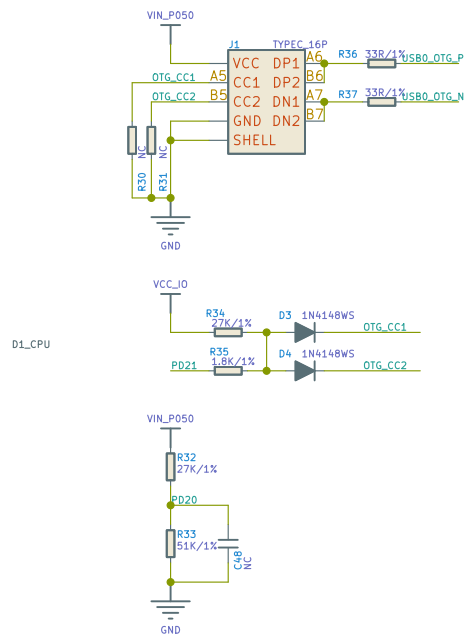 VIN_P050
J1 TYPEC_16P
A6 R36 33R/1% USB0_OTG_P
VCC DP1
OTG_CC1 A5 CC1 DP2 B6
A7 R37 33R/1% USB0_OTG_N
OTG_CC2 B5 CC2 DN1
GND DN2 B7
SHELL
NC NC
R30 R31
GND
VCC_IO
R34 D3 1N4148WS
27K/1% OTG_CC1
D1_CPU
R35 D4 1N4148WS
PD21 1.8K/1% OTG_CC2
VIN_P050
R32
27K/1%
PD20
R33
51K/1%
C48
NC
GND